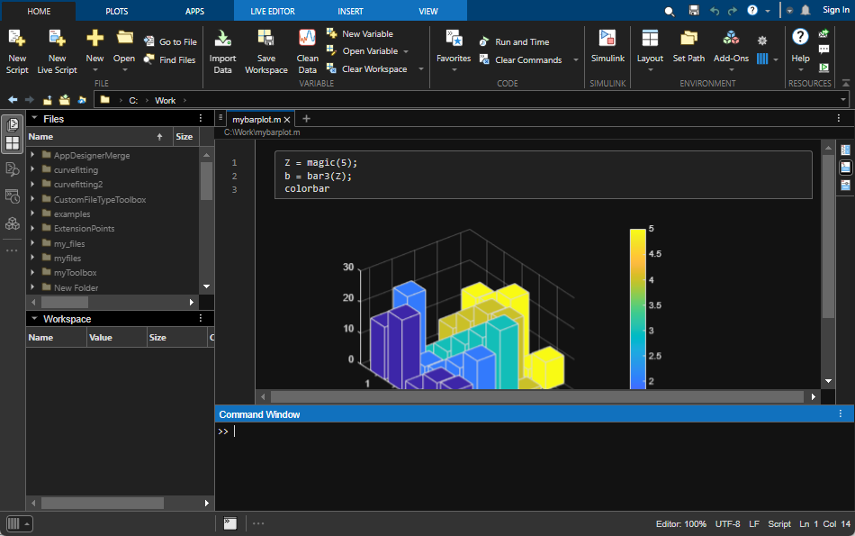 HOME PLOTS APPS LIVE EDITOR INSERT VIEW Sign In
New Script
New Live Script
New
Open
Go to File
Find Files
FILE
Import Data
Save Workspace
Clean Data
New Variable
Open Variable
Clear Workspace
VARIABLE
Favorites
Run and Time
Clear Commands
CODE
Simulink
SIMULINK
Layout
Set Path
Add-Ons
ENVIRONMENT
Help
RESOURCES
C: Work
Files
Name Size
AppDesignerMerge
curvefitting
curvefitting2
CustomFileTypeToolbox
examples
ExtensionPoints
my_files
myfiles
myToolbox
New Folder
Workspace
Name Value Size C
mybarplot.m
C:\Work\mybarplot.m
1 Z = magic(5);
2 b = bar3(Z);
3 colorbar
30
20
10
0
1
5
4.5
4
3.5
3
2.5
2
Command Window
>>
Editor: 100% UTF-8 LF Script Ln 1 Col 14